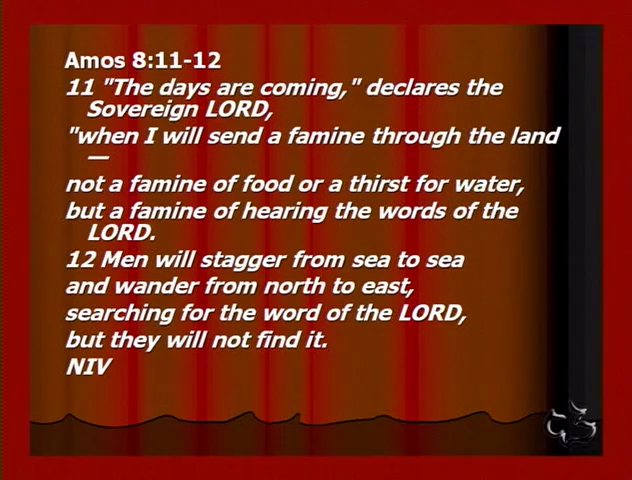 Amos 8:11-12
11 "The days are coming," declares the
Sovereign LORD,
"when I will send a famine through the land
—
not a famine of food or a thirst for water,
but a famine of hearing the words of the
LORD.
12 Men will stagger from sea to sea
and wander from north to east,
searching for the word of the LORD,
but they will not find it.
NIV